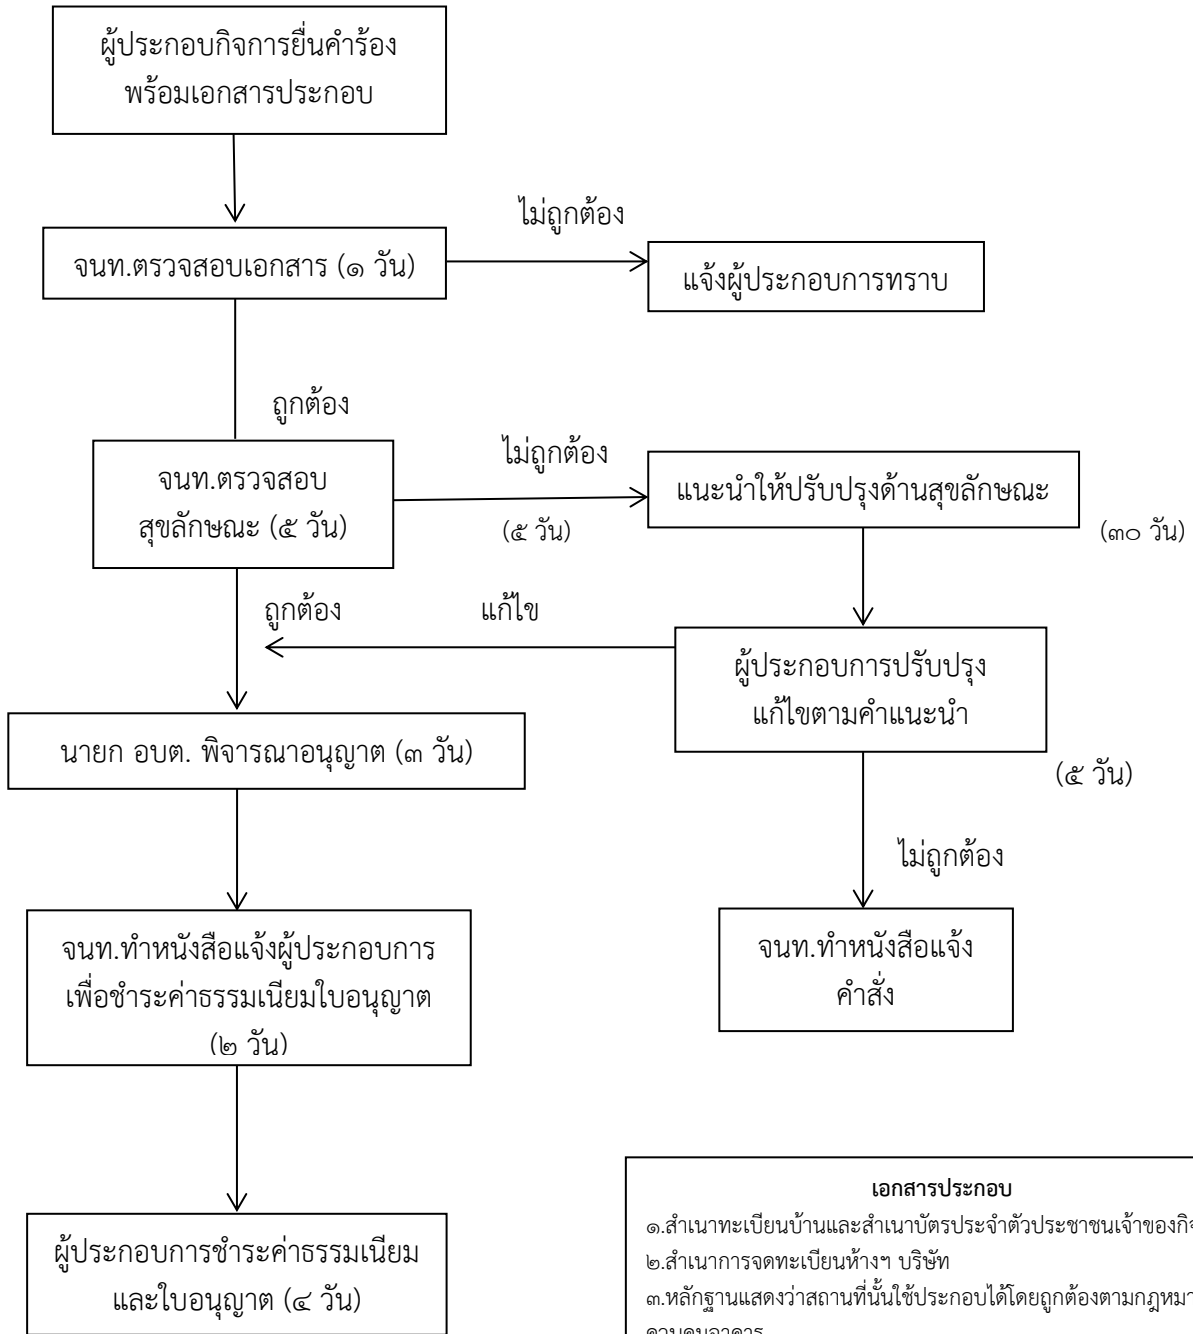 ผู้ประกอบกิจการยื่นคำร้อง
พร้อมเอกสารประกอบ
ไม่ถูกต้อง
จนท.ตรวจสอบเอกสาร (๑ วัน)
แจ้งผู้ประกอบการทราบ
ถูกต้อง
จนท.ตรวจสอบ
สุขลักษณะ (๕ วัน)
ไม่ถูกต้อง
(๕ วัน)
แนะนำให้ปรับปรุงด้านสุขลักษณะ
(๓๐ วัน)
ถูกต้อง
แก้ไข
ผู้ประกอบการปรับปรุง
แก้ไขตามคำแนะนำ
(๕ วัน)
นายก อบต. พิจารณาอนุญาต (๓ วัน)
ไม่ถูกต้อง
จนท.ทำหนังสือแจ้งผู้ประกอบการ
เพื่อชำระค่าธรรมเนียมใบอนุญาต
(๒ วัน)
จนท.ทำหนังสือแจ้ง
คำสั่ง
ผู้ประกอบการชำระค่าธรรมเนียม
และใบอนุญาต (๔ วัน)
เอกสารประกอบ
๑.สำเนาทะเบียนบ้านและสำเนาบัตรประจำตัวประชาชนเจ้าของกิจ
๒.สำเนาการจดทะเบียนห้างฯ บริษัท
๓.หลักฐานแสดงว่าสถานที่นั้นใช้ประกอบได้โดยถูกต้องตามกฎหมา
ควบคุมอาคาร